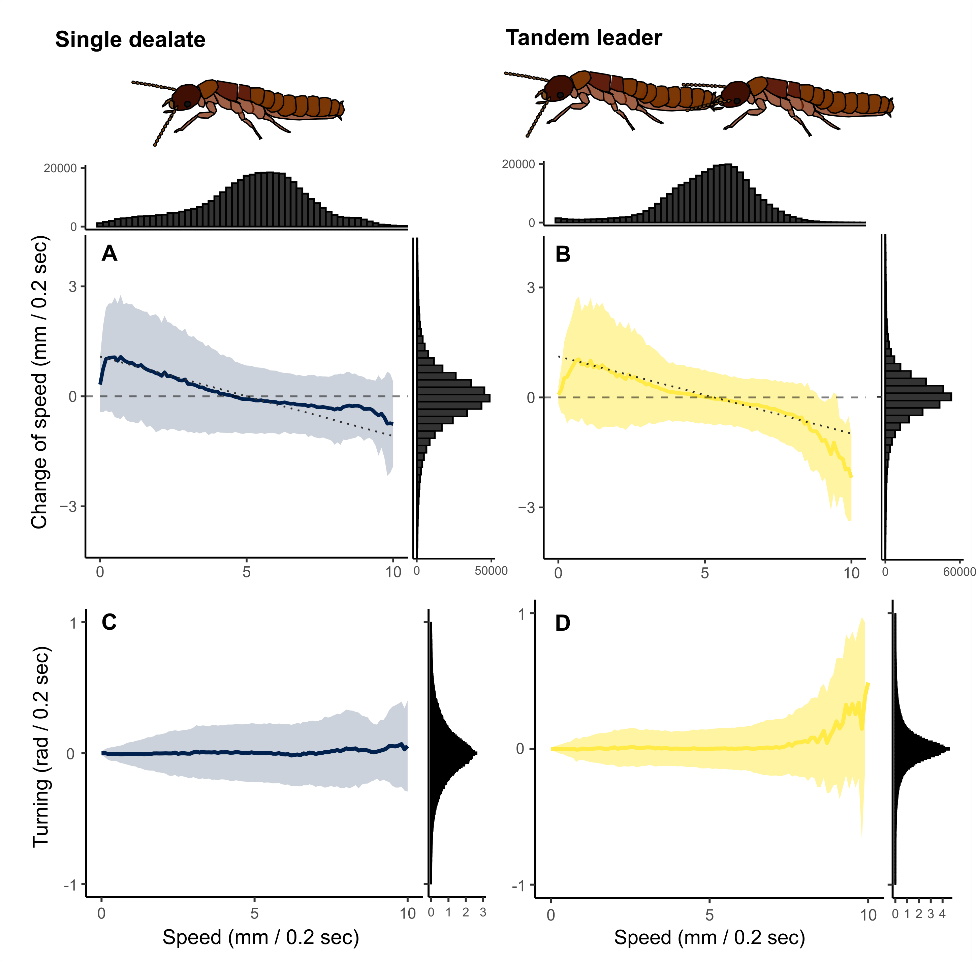 Single dealate
Tandem leader
20000
0
20000
0
A
B
Change of speed (mm / 0.2 sec)
3
0
−3
3
0
−3
0
5
10
0
50000
0
5
10
0
60000
C
D
Turning (rad / 0.2 sec)
1
0
-1
1
0
-1
0
5
10
0 1 2 3
0
5
10
0 1 2 3 4
Speed (mm / 0.2 sec)
Speed (mm / 0.2 sec)